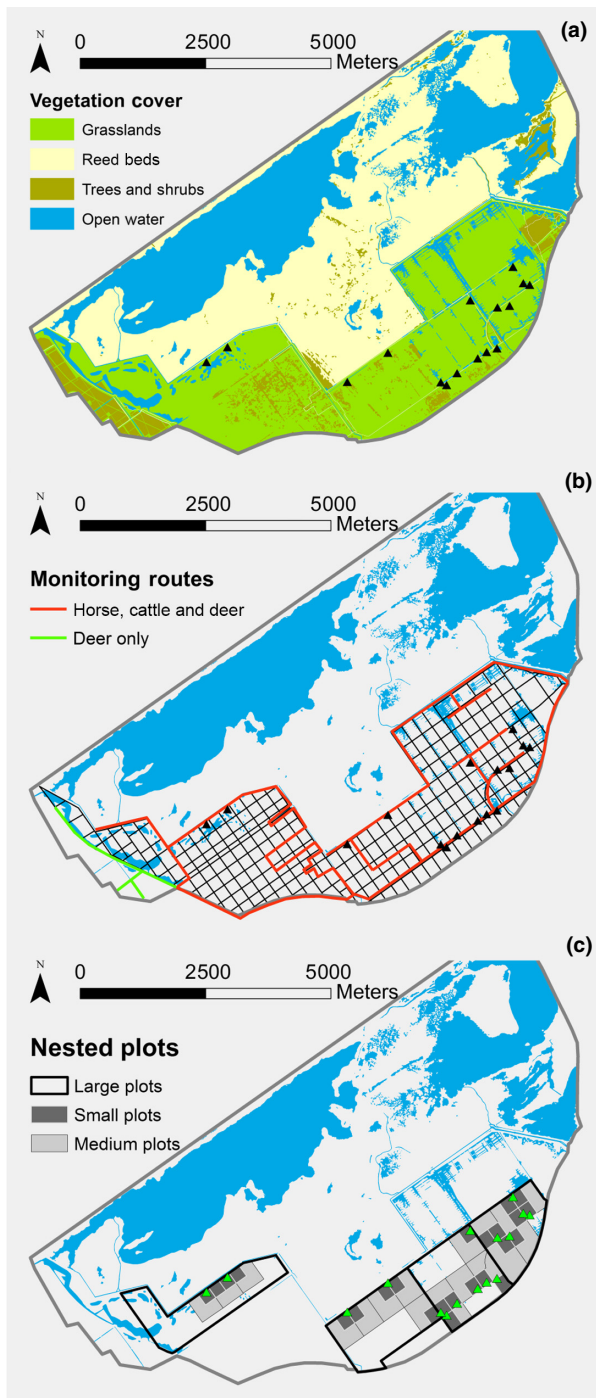 (a)
N
0 2500 5000
Meters
Vegetation cover
Grasslands
Reed beds
Trees and shrubs
Open water
(b)
N
0 2500 5000
Meters
Monitoring routes
Horse, cattle and deer
Deer only
(c)
N
0 2500 5000
Meters
Nested plots
Large plots
Small plots
Medium plots